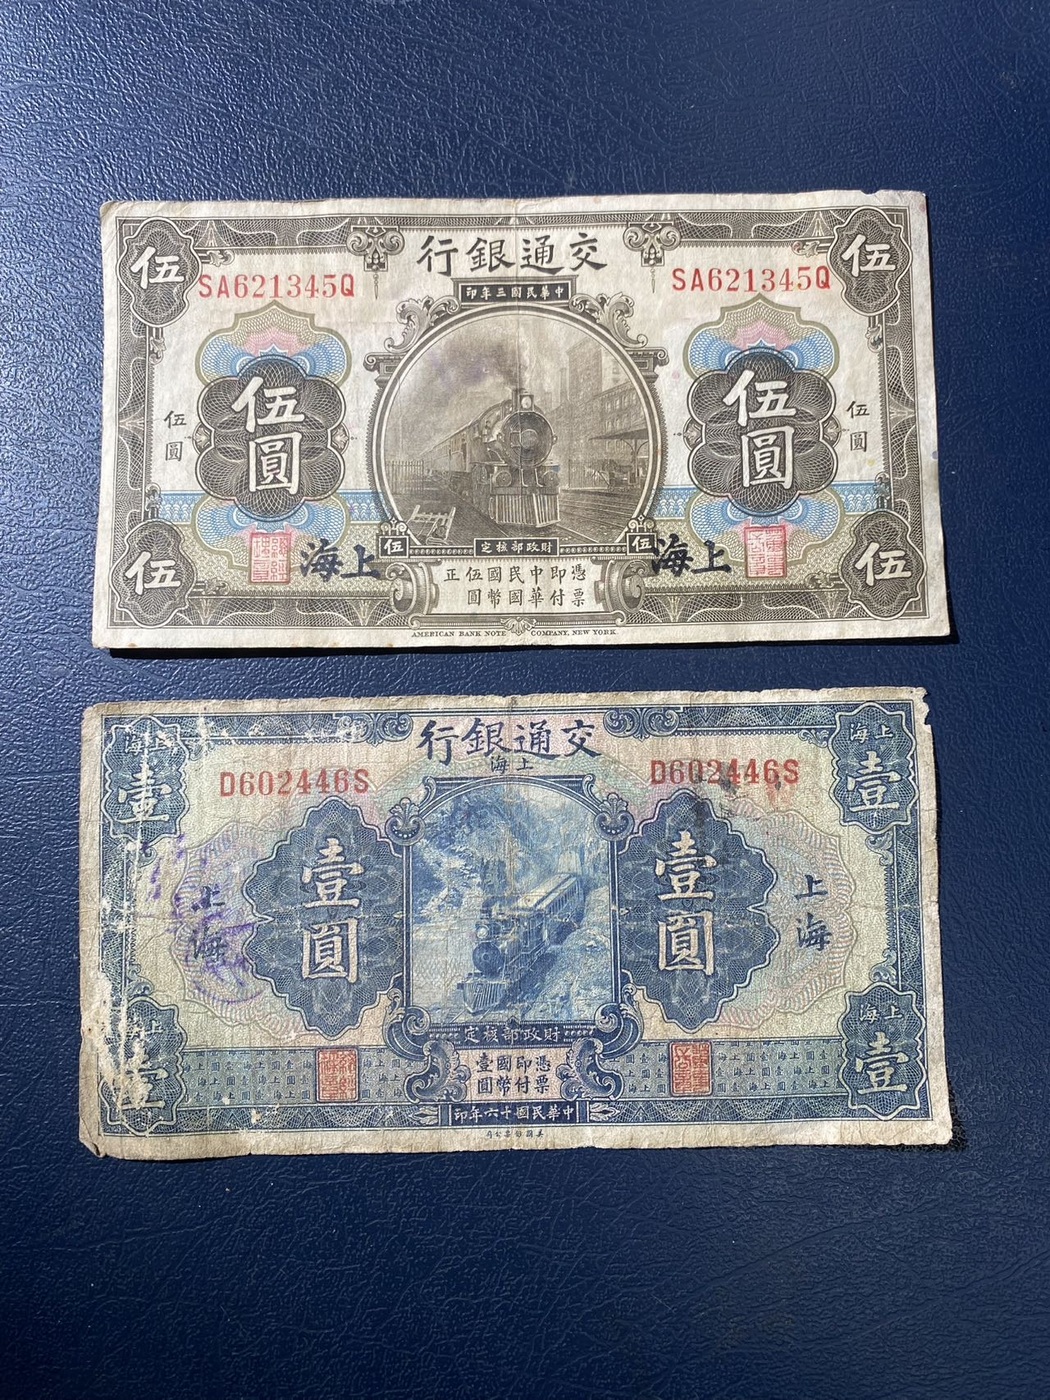 行銀通交
印年三國民華中
伍
伍
SA621345Q
SA621345Q
伍圓
伍圓
伍圓
伍圓
海上
海上
伍
伍
定核部政財
正伍國民中印憑
圓幣國華付票
伍
伍
AMERICAN BANK NOTE COMPANY, NEW YORK.
行銀通交
海上
海上
海上
壹
壹
D602446S
D602446S
壹圓
壹圓
上海
上海
定核部政財
壹國印憑
圓幣付票
海上
壹
壹
印年六十國民華中